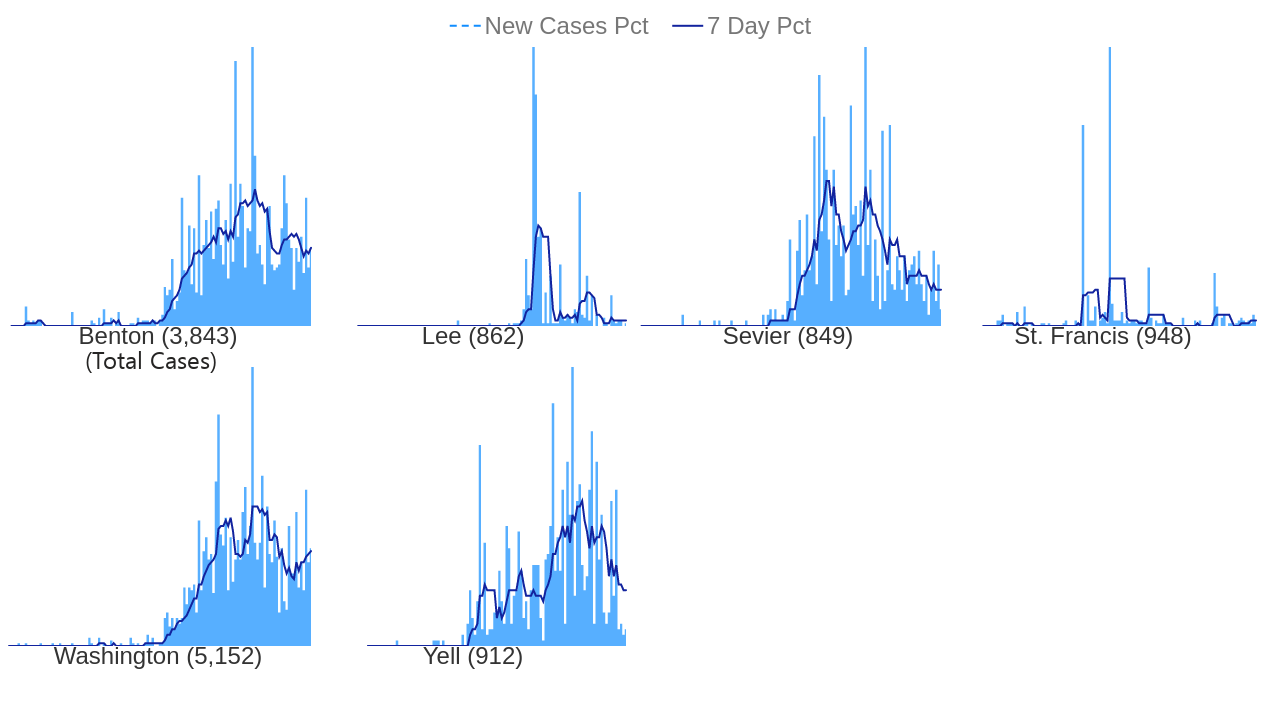 New Cases Pct 7 Day Pct
Benton (3,843)
(Total Cases)
Lee (862)
Sevier (849)
St. Francis (948)
Washington (5,152)
Yell (912)